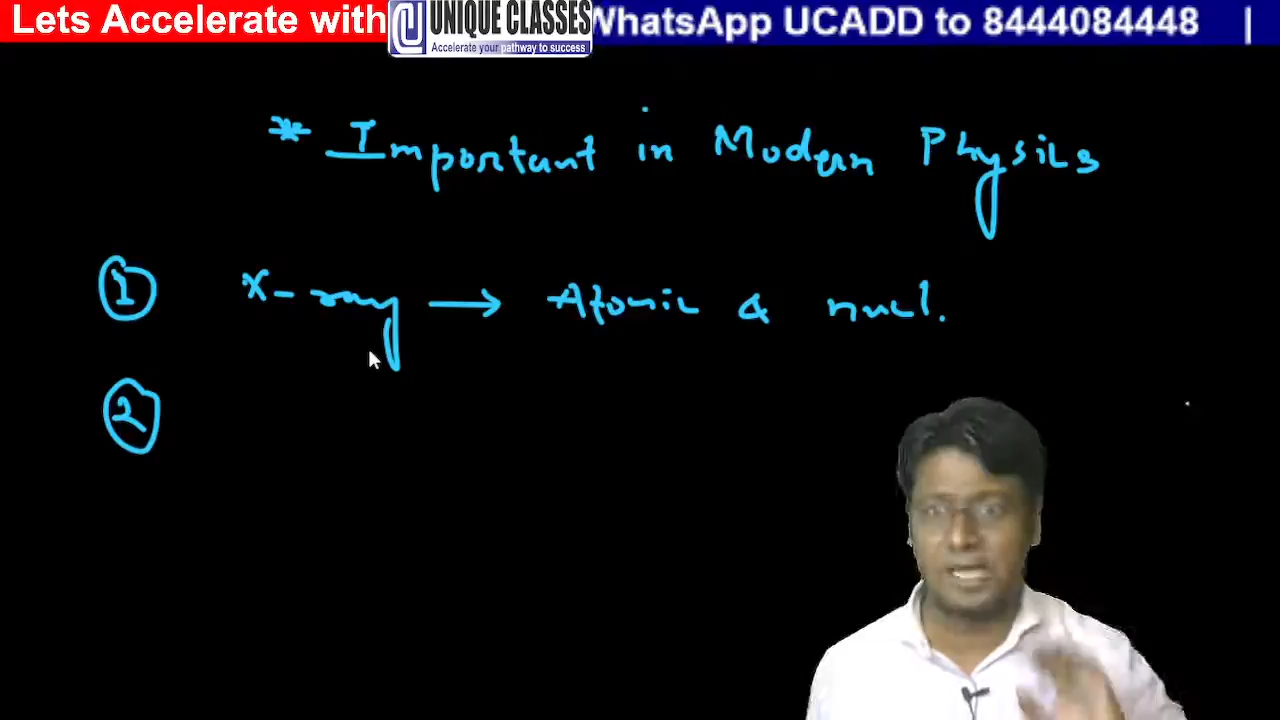 Lets Accelerate with UNIQUE CLASSES WhatsApp UCADD to 8444084448 |
Accelerate your pathway to success
* Important in Modern Physics
1 X-ray → Atomic & nucl.
2